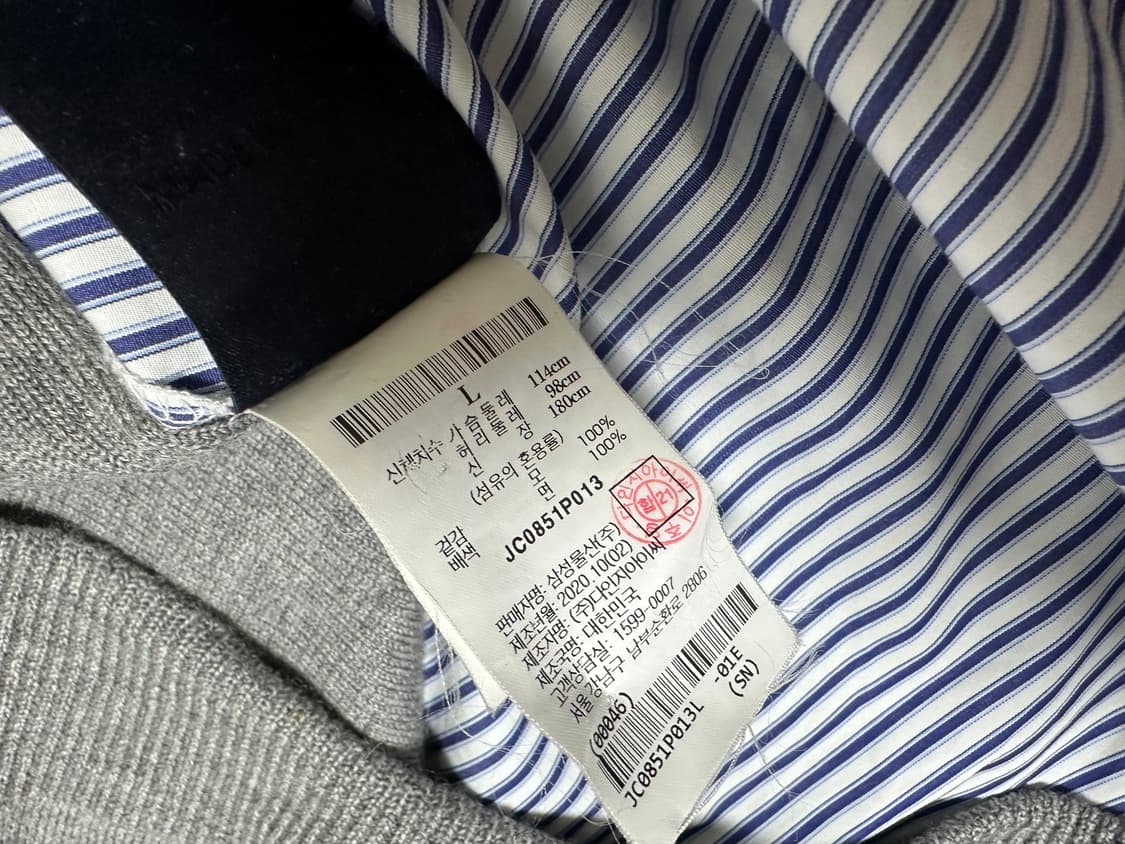 L
신체치수 가슴둘레 114cm
허리둘레 98cm
신 장 180cm
(섬유의 혼용률)
겉감 모 100%
배색 면 100%
JC0851P013
판매자명: 삼성물산(주)
제조년월: 2020.10(02)
제조자명: (주)다인지아이씨
제조국명: 대한민국
고객상담실: 1599-0007
서울 강남구 남부순환로 2806
(00046)
-01E
(SN)
JC0851P013L